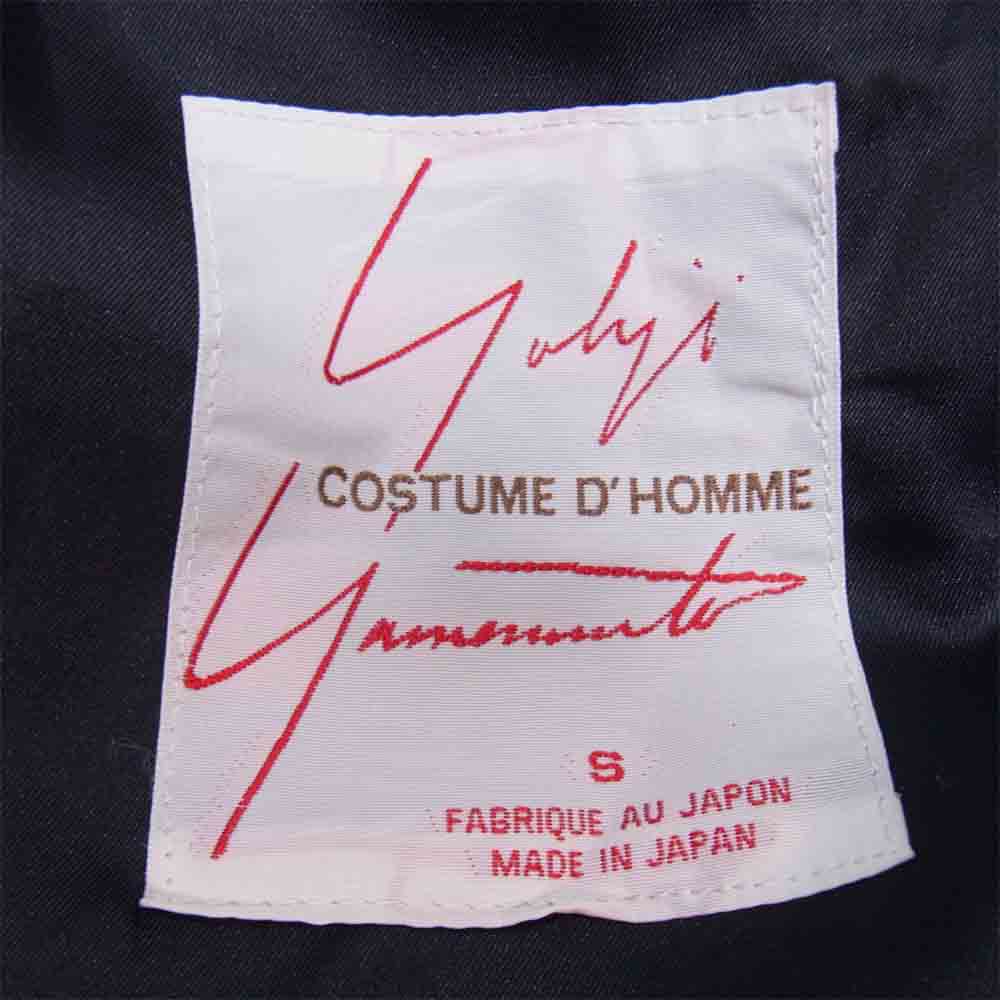 Yohji
COSTUME D'HOMME
Yamamoto
S
FABRIQUE AU JAPON
MADE IN JAPAN